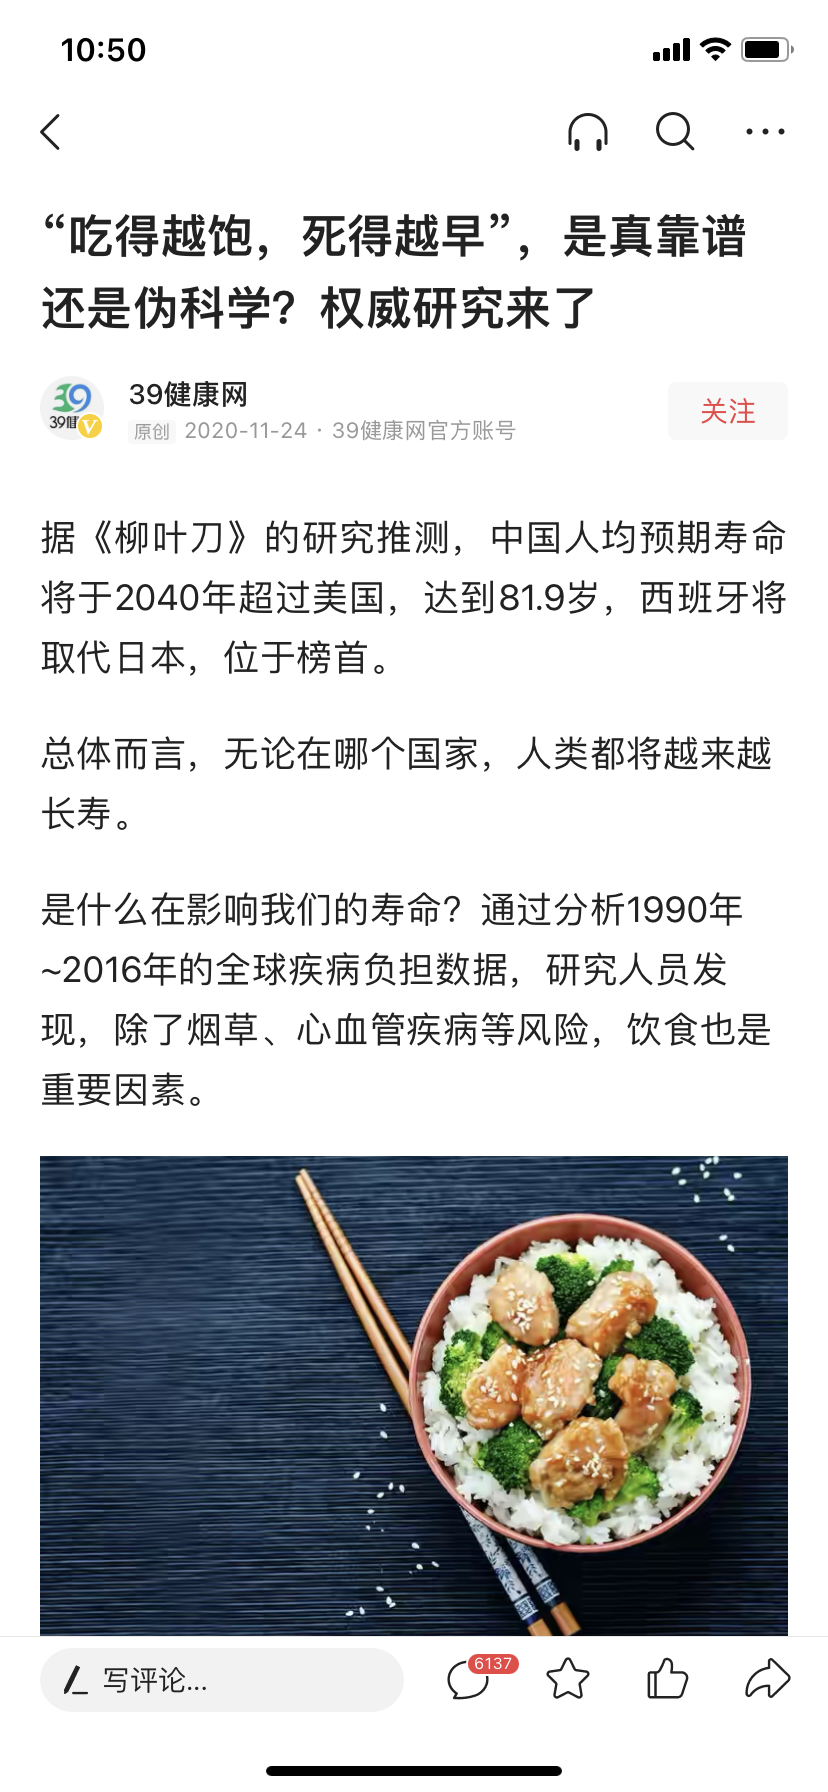 10:50
“吃得越饱，死得越早”，是真靠谱
还是伪科学？权威研究来了
39
39健
V
39健康网
原创 2020-11-24 · 39健康网官方账号
关注
据《柳叶刀》的研究推测，中国人均预期寿命
将于2040年超过美国，达到81.9岁，西班牙将
取代日本，位于榜首。
总体而言，无论在哪个国家，人类都将越来越
长寿。
是什么在影响我们的寿命？通过分析1990年
~2016年的全球疾病负担数据，研究人员发
现，除了烟草、心血管疾病等风险，饮食也是
重要因素。
写评论...
6137